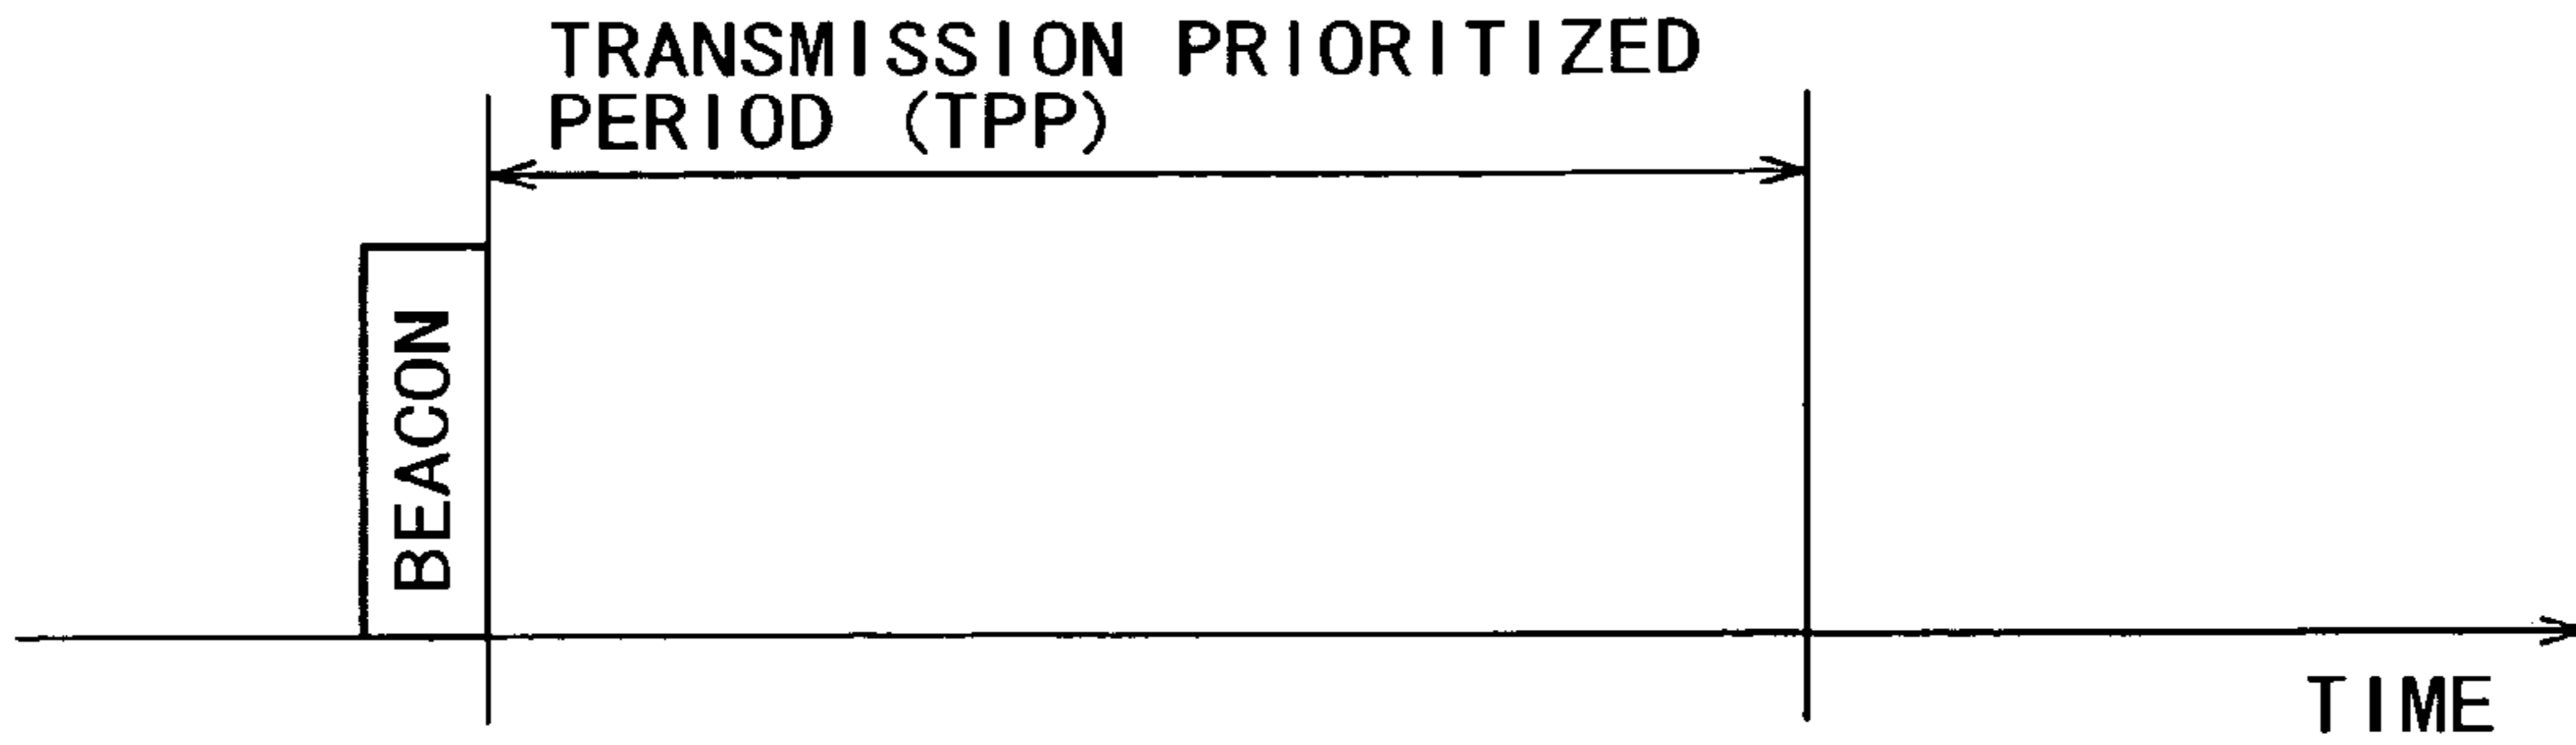 TRANSMISSION PRIORITIZED
PERIOD (TPP)
BEACON
TIME